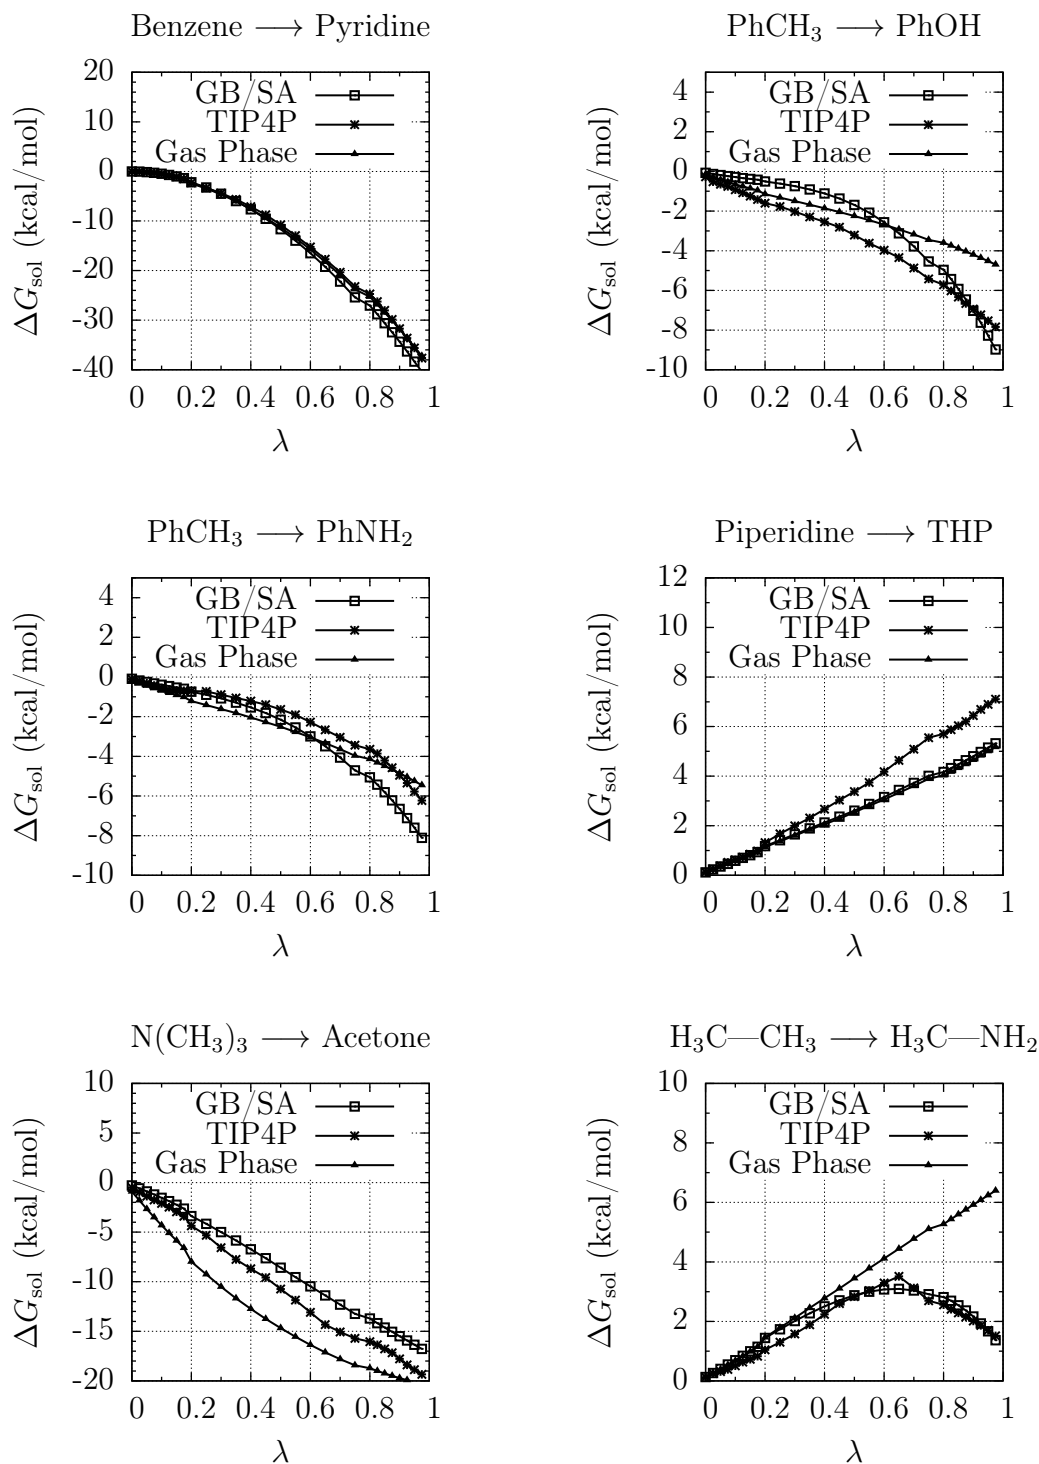 Benzene ⟶ Pyridine
ΔG_sol (kcal/mol)
20
10
0
-10
-20
-30
-40
GB/SA
TIP4P
Gas Phase
0 0.2 0.4 0.6 0.8 1
λ
PhCH₃ ⟶ PhOH
ΔG_sol (kcal/mol)
4
2
0
-2
-4
-6
-8
-10
GB/SA
TIP4P
Gas Phase
0 0.2 0.4 0.6 0.8 1
λ
PhCH₃ ⟶ PhNH₂
ΔG_sol (kcal/mol)
4
2
0
-2
-4
-6
-8
-10
GB/SA
TIP4P
Gas Phase
0 0.2 0.4 0.6 0.8 1
λ
Piperidine ⟶ THP
ΔG_sol (kcal/mol)
12
10
8
6
4
2
0
GB/SA
TIP4P
Gas Phase
0 0.2 0.4 0.6 0.8 1
λ
N(CH₃)₃ ⟶ Acetone
ΔG_sol (kcal/mol)
10
5
0
-5
-10
-15
-20
GB/SA
TIP4P
Gas Phase
0 0.2 0.4 0.6 0.8 1
λ
H₃C—CH₃ ⟶ H₃C—NH₂
ΔG_sol (kcal/mol)
10
8
6
4
2
0
GB/SA
TIP4P
Gas Phase
0 0.2 0.4 0.6 0.8 1
λ